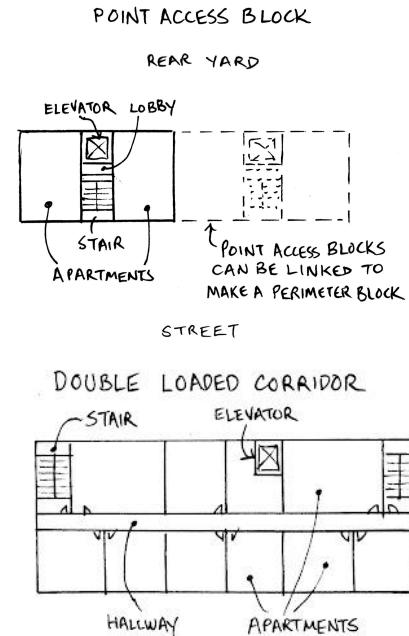 POINT ACCESS BLOCK
REAR YARD
ELEVATOR LOBBY
STAIR
APARTMENTS
POINT ACCESS BLOCKS
CAN BE LINKED TO
MAKE A PERIMETER BLOCK
STREET
DOUBLE LOADED CORRIDOR
STAIR
ELEVATOR
HALLWAY
APARTMENTS